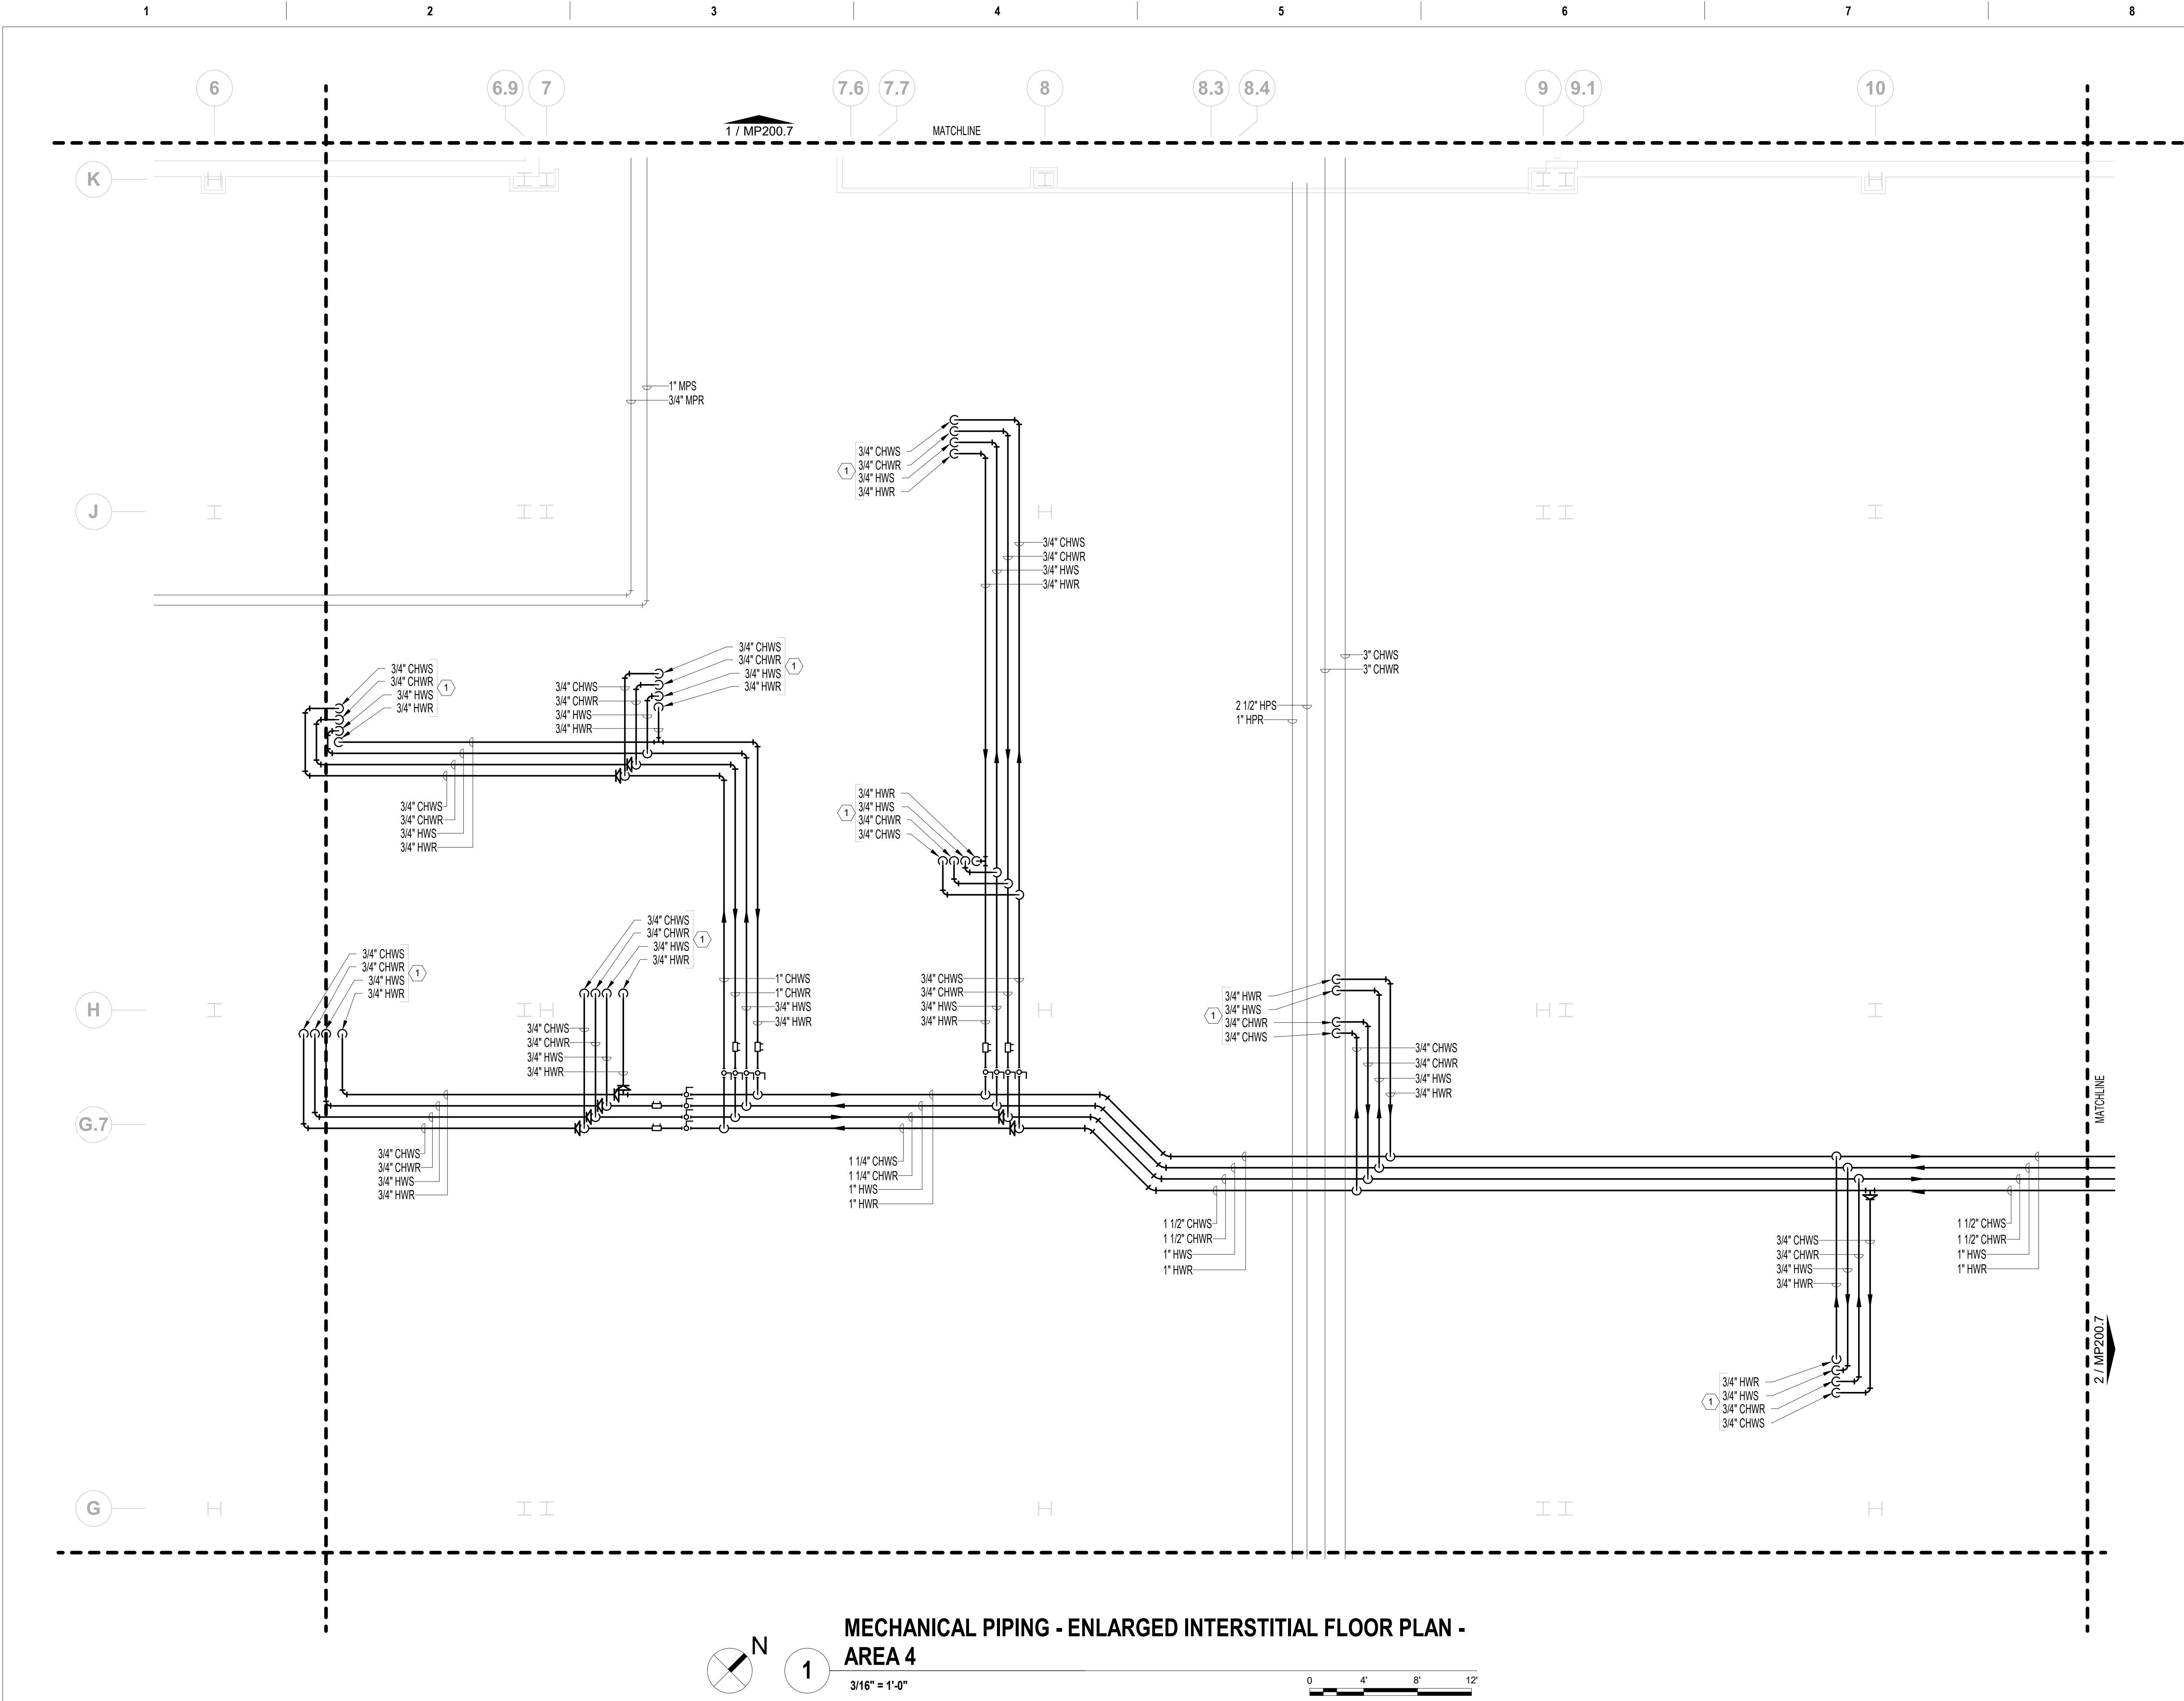 1 2 3 4 5 6 7 8
6 6.9 7 7.6 7.7 8 8.3 8.4 9 9.1 10
1 / MP200.7
MATCHLINE
K
1" MPS
3/4" MPR
3/4" CHWS
3/4" CHWR
3/4" HWS
3/4" HWR
1
J
3/4" CHWS
3/4" CHWR
3/4" HWS
3/4" HWR
3/4" CHWS
3/4" CHWR
3/4" HWS
3/4" HWR
1
3/4" CHWS
3/4" CHWR
3/4" HWS
3/4" HWR
1
3/4" CHWS
3/4" CHWR
3/4" HWS
3/4" HWR
3" CHWS
3" CHWR
2 1/2" HPS
1" HPR
3/4" CHWS
3/4" CHWR
3/4" HWS
3/4" HWR
3/4" HWR
3/4" HWS
3/4" CHWR
3/4" CHWS
1
3/4" CHWS
3/4" CHWR
3/4" HWS
3/4" HWR
1
3/4" CHWS
3/4" CHWR
3/4" HWS
3/4" HWR
1
H
1" CHWS
1" CHWR
3/4" HWS
3/4" HWR
3/4" CHWS
3/4" CHWR
3/4" HWS
3/4" HWR
3/4" HWR
3/4" HWS
3/4" CHWR
3/4" CHWS
1
3/4" CHWS
3/4" CHWR
3/4" HWS
3/4" HWR
3/4" CHWS
3/4" CHWR
3/4" HWS
3/4" HWR
MATCHLINE
G.7
3/4" CHWS
3/4" CHWR
3/4" HWS
3/4" HWR
1 1/4" CHWS
1 1/4" CHWR
1" HWS
1" HWR
1 1/2" CHWS
1 1/2" CHWR
1" HWS
1" HWR
3/4" CHWS
3/4" CHWR
3/4" HWS
3/4" HWR
1 1/2" CHWS
1 1/2" CHWR
1" HWS
1" HWR
2 / MP200.7
3/4" HWR
3/4" HWS
3/4" CHWR
3/4" CHWS
1
G
N
1
MECHANICAL PIPING - ENLARGED INTERSTITIAL FLOOR PLAN -
AREA 4
3/16" = 1'-0"
0 4' 8' 12'